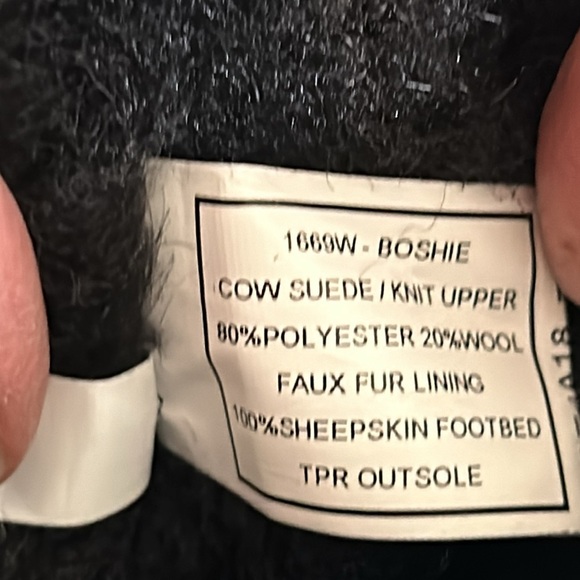 1669W - BOSHIE
COW SUEDE / KNIT UPPER
80%POLYESTER 20%WOOL
FAUX FUR LINING
100%SHEEPSKIN FOOTBED
TPR OUTSOLE